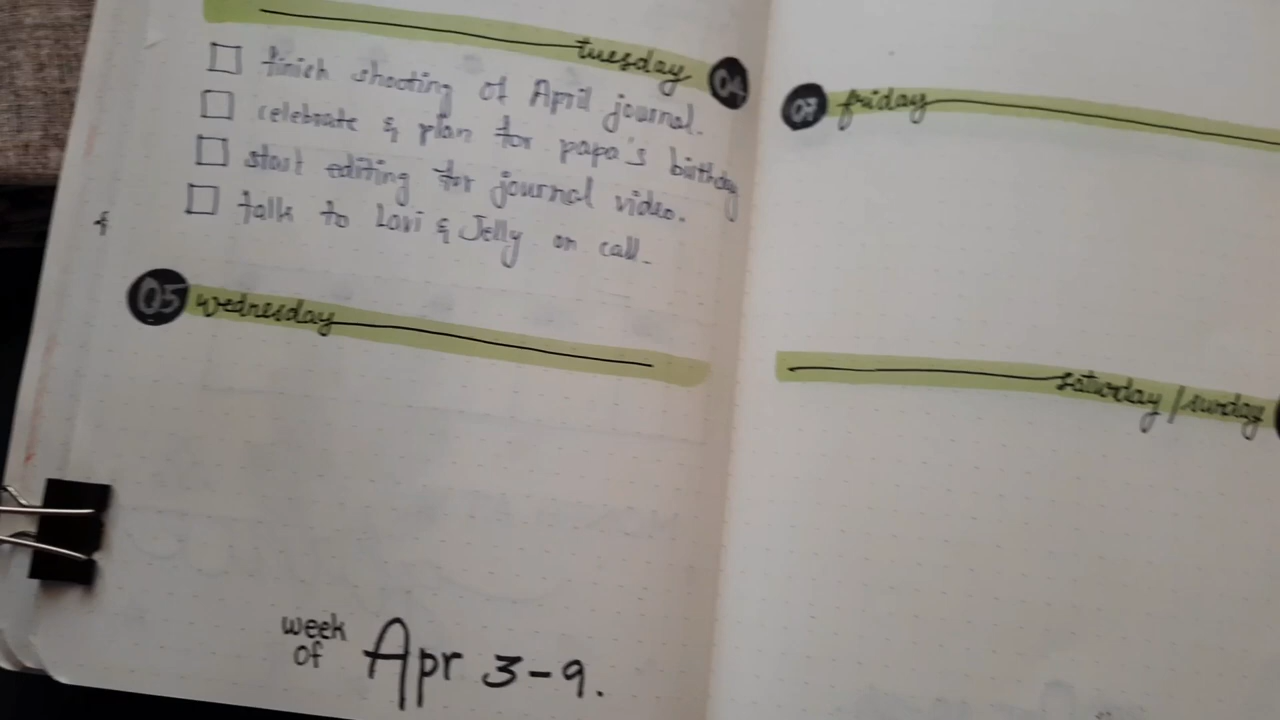 tuesday 04
finish shooting of April journal.
celebrate & plan for papa's birthday
start editing for journal video.
talk to Lovi & Jelly on call.
05 wednesday
week of Apr 3-9.
07 friday
saturday/sunday